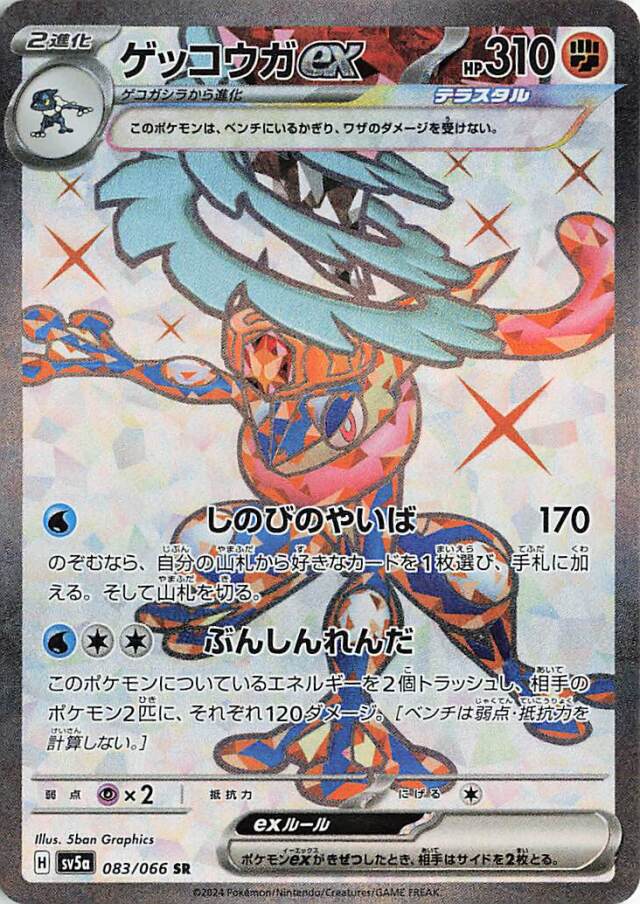 2進化
ゲッコウガex HP310
ゲコガシラから進化 テラスタル
このポケモンは、ベンチにいるかぎり、ワザのダメージを受けない。
しのびのやいば 170
のぞむなら、自分の山札から好きなカードを1枚選び、手札に加
える。そして山札を切る。
ぶんしんれんだ
このポケモンについているエネルギーを2個トラッシュし、相手の
ポケモン2匹に、それぞれ120ダメージ。[ベンチは弱点・抵抗力を
計算しない。]
弱点 ×2 抵抗力 にげる
exルール
ポケモンexがきぜつしたとき、相手はサイドを2枚とる。
Illus. 5ban Graphics
H sv5a 083/066 SR
©2024 Pokémon/Nintendo/Creatures/GAME FREAK.